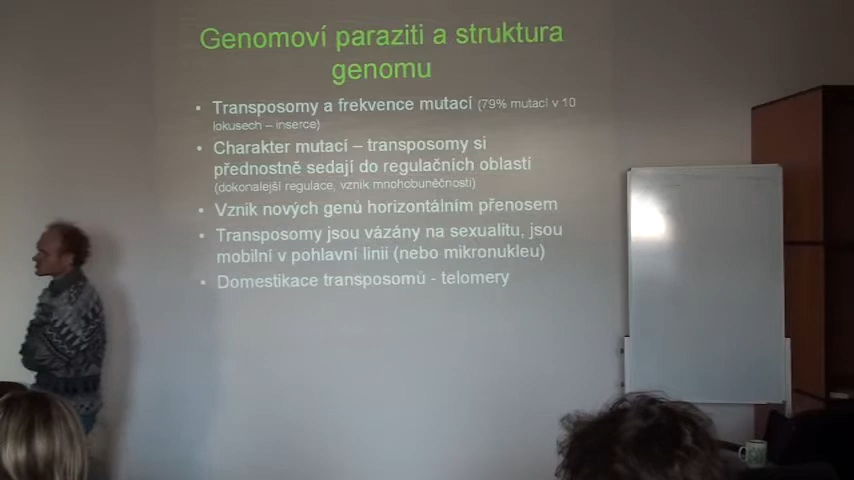 Genomoví paraziti a struktura
genomu
• Transposomy a frekvence mutací (79% mutací v 10
lokusech – inserce)
• Charakter mutací – transposomy si
přednostně sedají do regulačních oblastí
(dokonalejší regulace, vznik mnohobuněčnosti)
• Vznik nových genů horizontálním přenosem
• Transposomy jsou vázány na sexualitu, jsou
mobilní v pohlavní linii (nebo mikronukleu)
• Domestikace transposomů - telomery